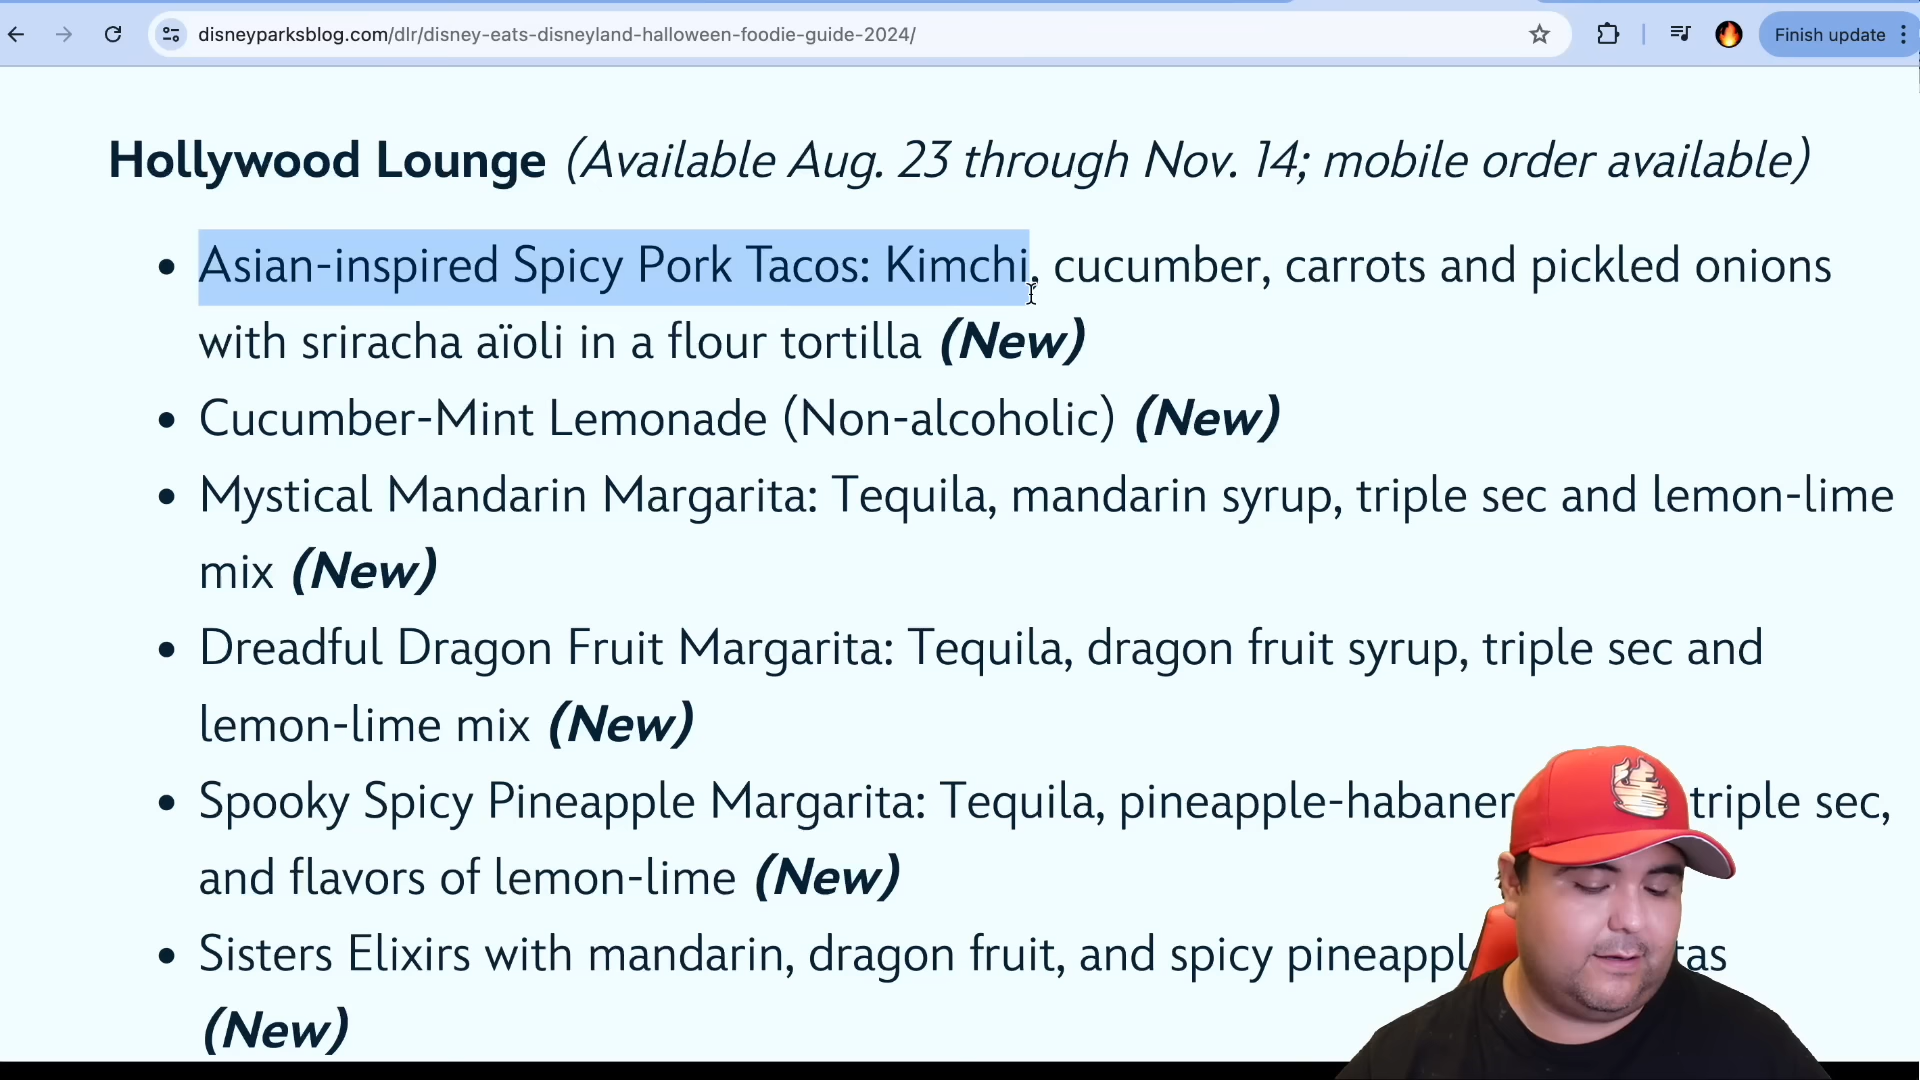 disneyparksblog.com/dlr/disney-eats-disneyland-halloween-foodie-guide-2024/
Finish update
Hollywood Lounge (Available Aug. 23 through Nov. 14; mobile order available)
• Asian-inspired Spicy Pork Tacos: Kimchi, cucumber, carrots and pickled onions
with sriracha aïoli in a flour tortilla (New)
• Cucumber-Mint Lemonade (Non-alcoholic) (New)
• Mystical Mandarin Margarita: Tequila, mandarin syrup, triple sec and lemon-lime
mix (New)
• Dreadful Dragon Fruit Margarita: Tequila, dragon fruit syrup, triple sec and
lemon-lime mix (New)
• Spooky Spicy Pineapple Margarita: Tequila, pineapple-habaner triple sec,
and flavors of lemon-lime (New)
• Sisters Elixirs with mandarin, dragon fruit, and spicy pineappl tas
(New)